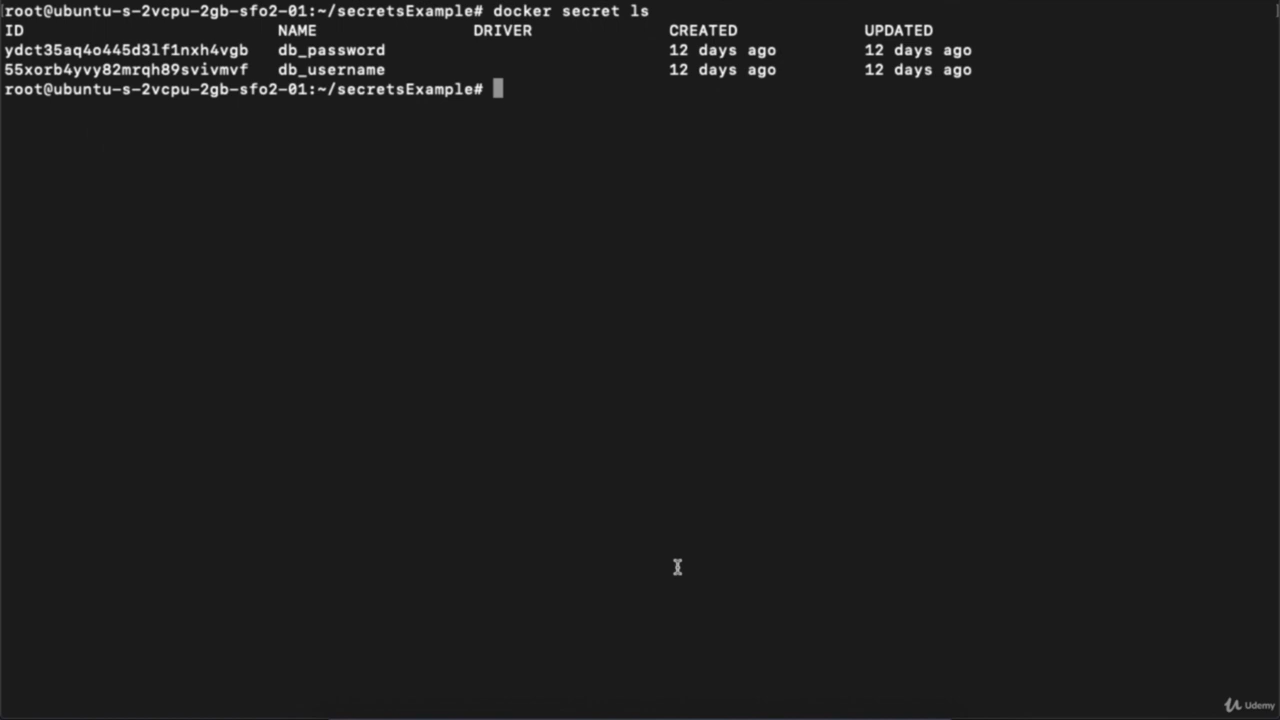 root@ubuntu-s-2vcpu-2gb-sfo2-01:~/secretsExample# docker secret ls
ID NAME DRIVER CREATED UPDATED
ydct35aq4o445d3lf1nxh4vgb db_password 12 days ago 12 days ago
55xorb4yvy82mrqh89svivmvf db_username 12 days ago 12 days ago
root@ubuntu-s-2vcpu-2gb-sfo2-01:~/secretsExample#
Udemy